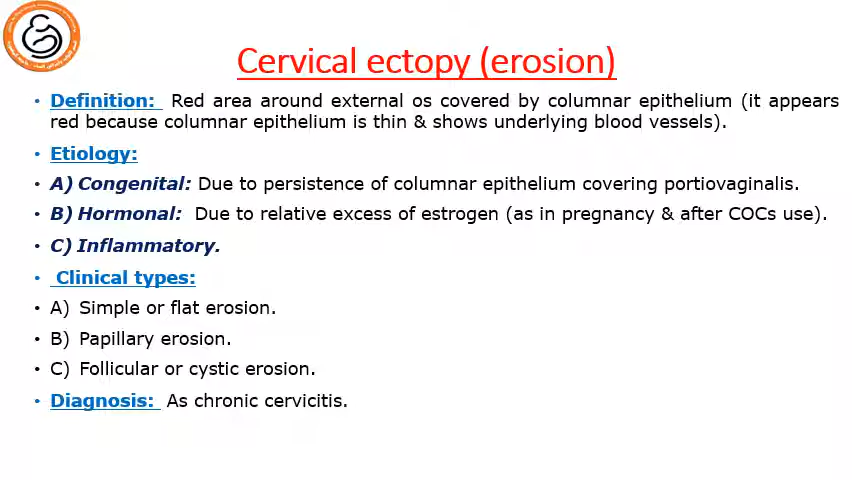 Cervical ectopy (erosion)
• Definition: Red area around external os covered by columnar epithelium (it appears
red because columnar epithelium is thin & shows underlying blood vessels).
• Etiology:
• A) Congenital: Due to persistence of columnar epithelium covering portiovaginalis.
• B) Hormonal: Due to relative excess of estrogen (as in pregnancy & after COCs use).
• C) Inflammatory.
• Clinical types:
• A) Simple or flat erosion.
• B) Papillary erosion.
• C) Follicular or cystic erosion.
• Diagnosis: As chronic cervicitis.